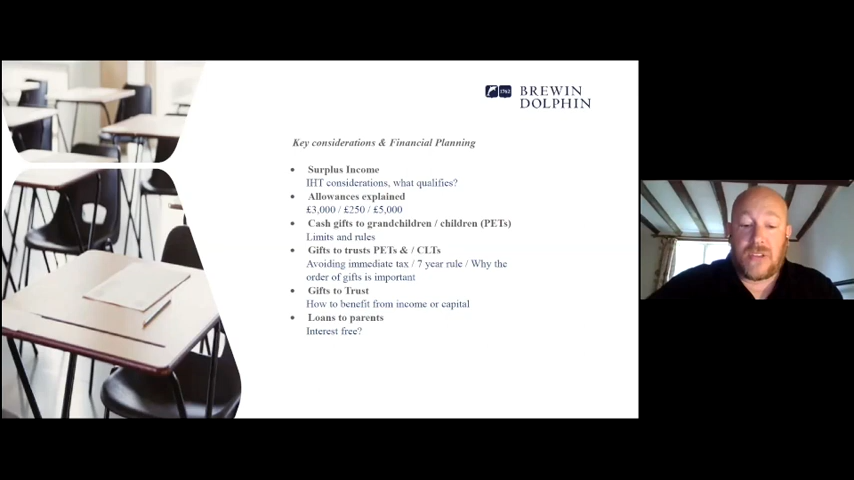 1762
BREWIN
DOLPHIN
Key considerations & Financial Planning
• Surplus Income
IHT considerations, what qualifies?
• Allowances explained
£3,000 / £250 / £5,000
• Cash gifts to grandchildren / children (PETs)
Limits and rules
• Gifts to trusts PETs & / CLTs
Avoiding immediate tax / 7 year rule / Why the
order of gifts is important
• Gifts to Trust
How to benefit from income or capital
• Loans to parents
Interest free?